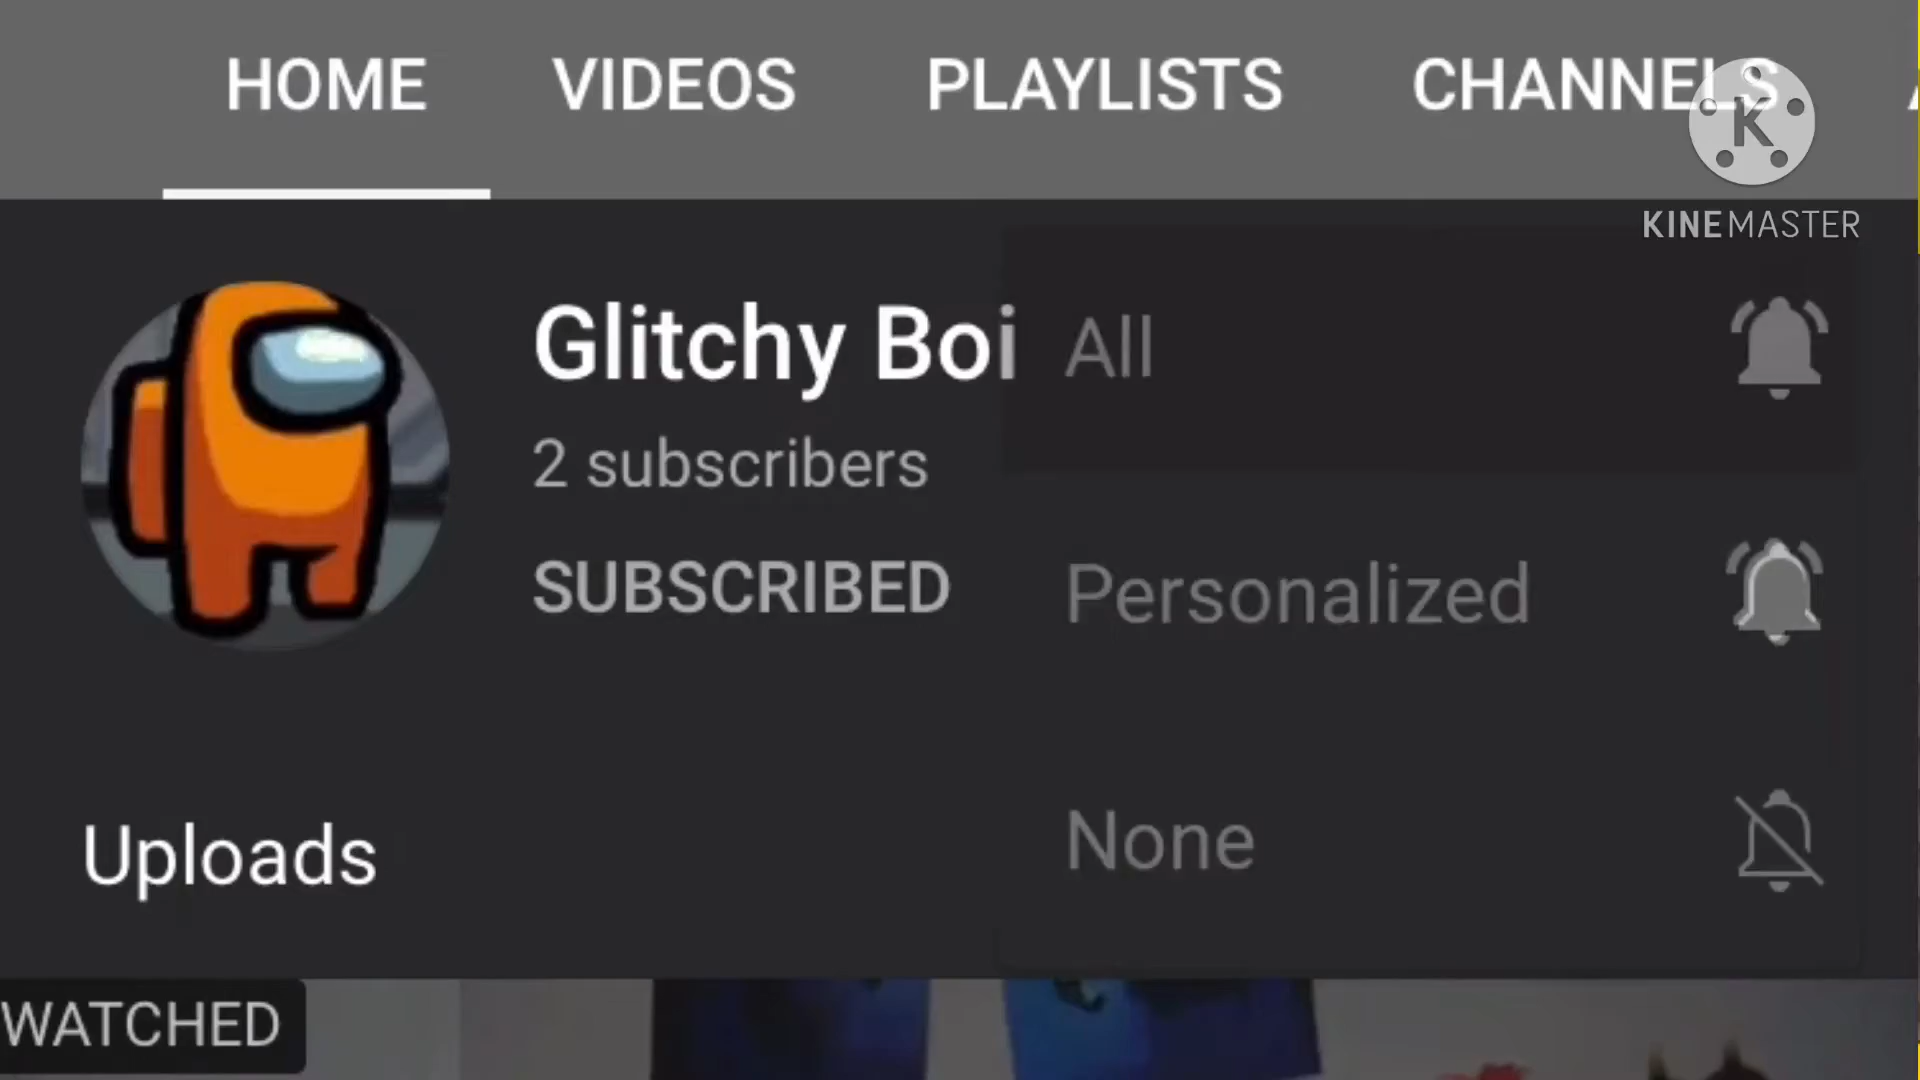 HOME VIDEOS PLAYLISTS CHANNELS
K
KINEMASTER
Glitchy Boi
2 subscribers
SUBSCRIBED
All
Personalized
None
Uploads
WATCHED